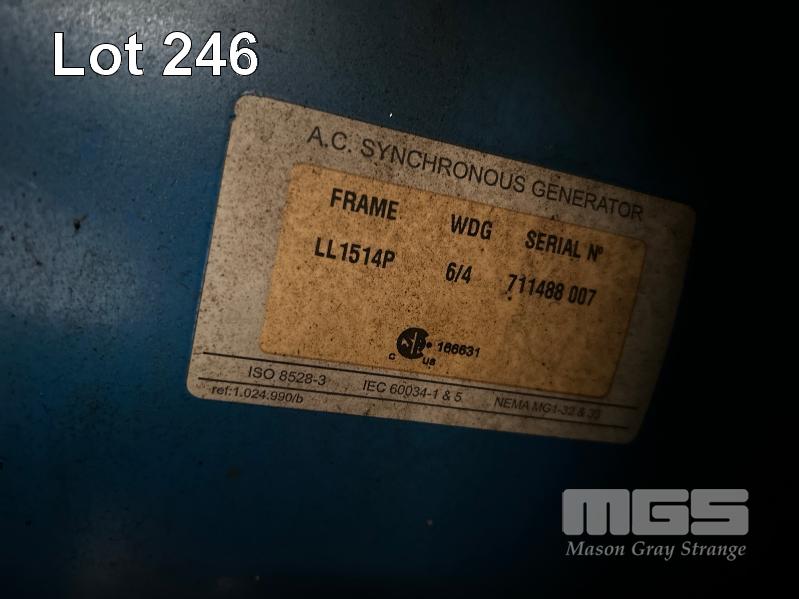 Lot 246
A.C. SYNCHRONOUS GENERATOR
FRAME WDG SERIAL Nº
LL1514P 6/4 711488 007
c us 166631
ISO 8528-3 IEC 60034-1 & 5 NEMA MG1-32 & 33
ref:1.024.990/b
MGS
Mason Gray Strange